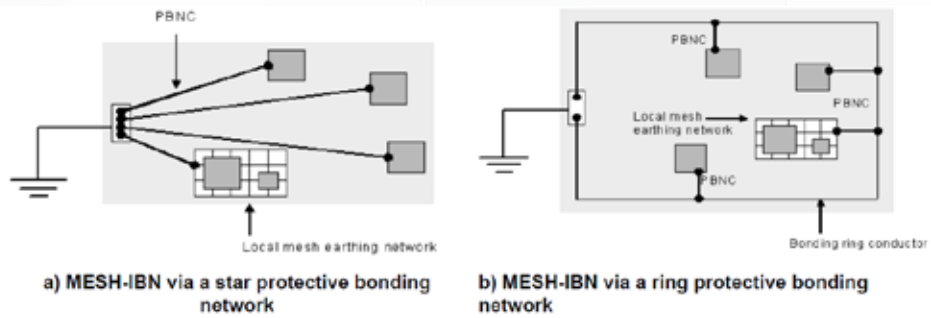 PBNC
Local mesh earthing network
a) MESH-IBN via a star protective bonding
network
PBNC
PBNC
Local mesh
earthing network
PBNC
Bonding ring conductor
b) MESH-IBN via a ring protective bonding
network